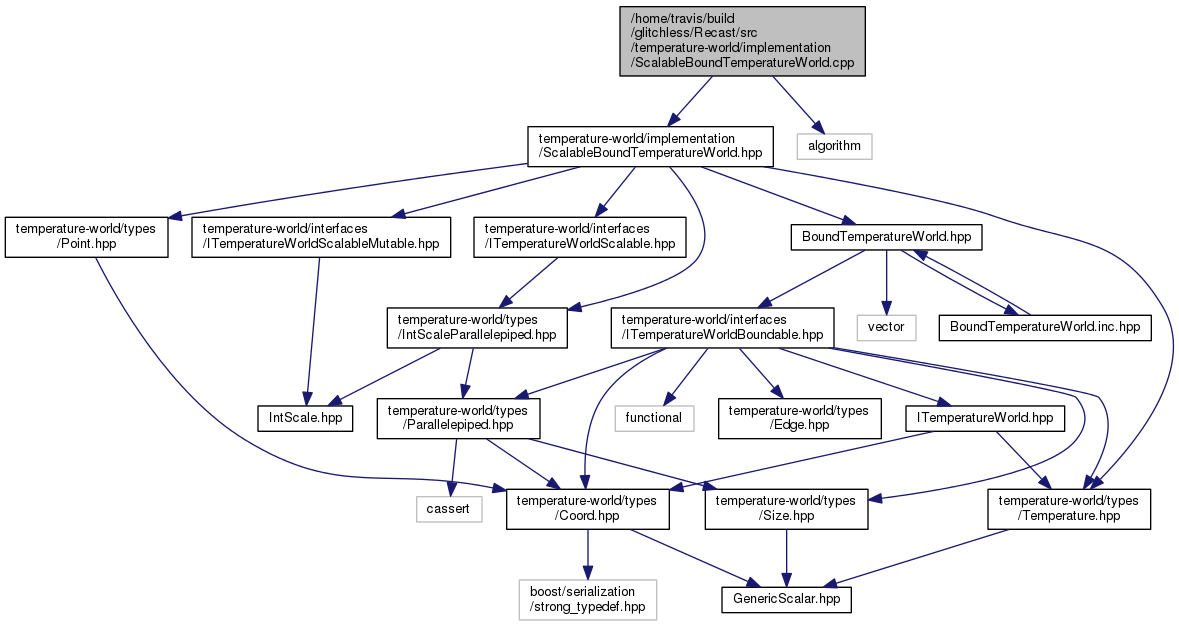 /home/travis/build
/glitchless/Recast/src
/temperature-world/implementation
/ScalableBoundTemperatureWorld.cpp
temperature-world/implementation
/ScalableBoundTemperatureWorld.hpp
algorithm
temperature-world/types
/Point.hpp
temperature-world/interfaces
/ITemperatureWorldScalableMutable.hpp
temperature-world/interfaces
/ITemperatureWorldScalable.hpp
BoundTemperatureWorld.hpp
temperature-world/types
/IntScaleParallelepiped.hpp
temperature-world/interfaces
/ITemperatureWorldBoundable.hpp
vector
BoundTemperatureWorld.inc.hpp
IntScale.hpp
temperature-world/types
/Parallelepiped.hpp
functional
temperature-world/types
/Edge.hpp
ITemperatureWorld.hpp
cassert
temperature-world/types
/Coord.hpp
temperature-world/types
/Size.hpp
temperature-world/types
/Temperature.hpp
boost/serialization
/strong_typedef.hpp
GenericScalar.hpp